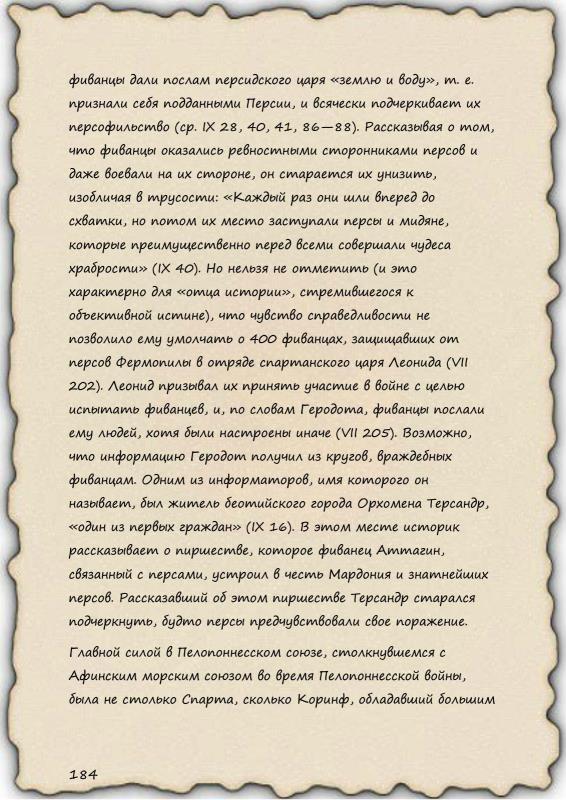 фиванцы дали послам персидского царя «землю и воду», т. е.
признали себя подданными Персии, и всячески подчеркивает их
персофильство (ср. IX 28, 40, 41, 86—88). Рассказывая о том,
что фиванцы оказались ревностными сторонниками персов и
даже воевали на их стороне, он старается их унизить,
изобличая в трусости: «Каждый раз они шли вперед до
схватки, но потом их место заступали персы и мидяне,
которые преимущественно перед всеми совершали чудеса
храбрости» (IX 40). Но нельзя не отметить (и это
характерно для «отца истории», стремившегося к
объективной истине), что чувство справедливости не
позволило ему умолчать о 400 фиванцах, защищавших от
персов Фермопилы в отряде спартанского царя Леонида (VII
202). Леонид призывал их принять участие в войне с целью
испытать фиванцев, и, по словам Геродота, фиванцы послали
ему людей, хотя были настроены иначе (VII 205). Возможно,
что информацию Геродот получил из кругов, враждебных
фиванцам. Одним из информаторов, имя которого он
называет, был житель беотийского города Орхомена Терсандр,
«один из первых граждан» (IX 16). В этом месте историк
рассказывает о пиршестве, которое фиванец Аттагин,
связанный с персами, устроил в честь Мардония и знатнейших
персов. Рассказавший об этом пиршестве Терсандр старался
подчеркнуть, будто персы предчувствовали свое поражение.
Главной силой в Пелопоннесском союзе, столкнувшемся с
Афинским морским союзом во время Пелопоннесской войны,
была не столько Спарта, сколько Коринф, обладавший большим
184